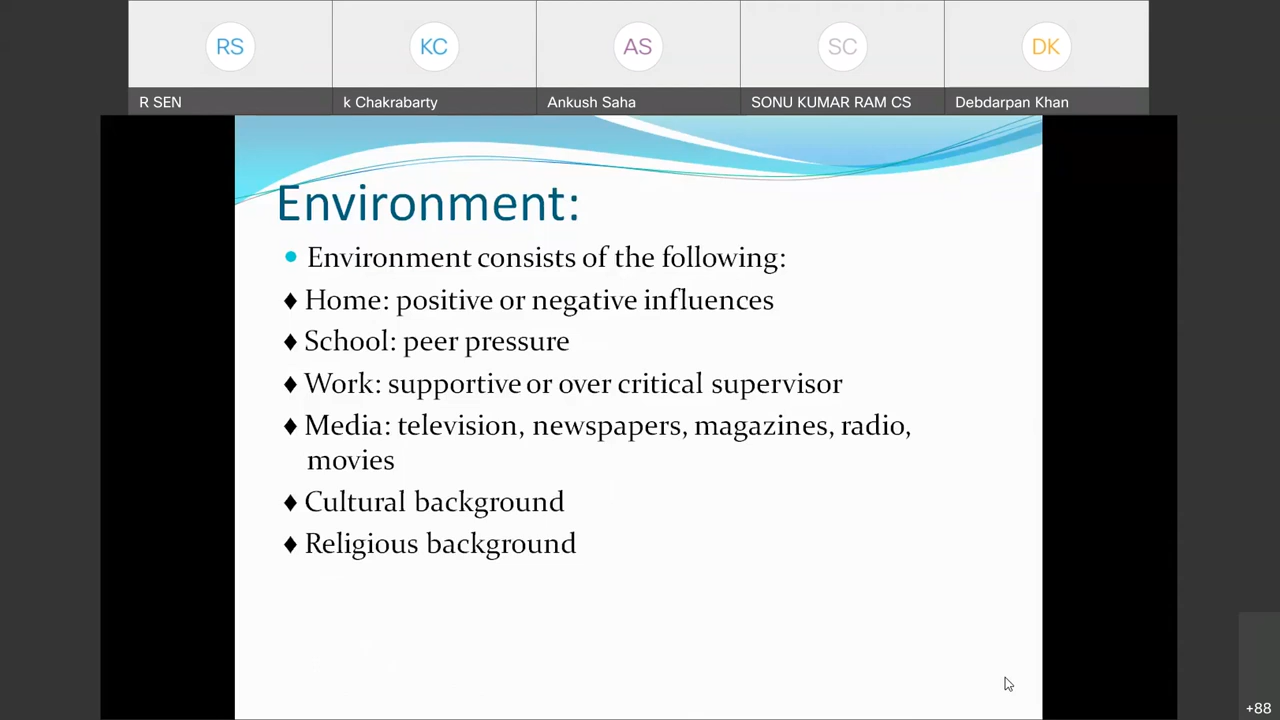 RS
KC
AS
SC
DK
R SEN
k Chakrabarty
Ankush Saha
SONU KUMAR RAM CS
Debdarpan Khan
Environment:
• Environment consists of the following:
♦ Home: positive or negative influences
♦ School: peer pressure
♦ Work: supportive or over critical supervisor
♦ Media: television, newspapers, magazines, radio,
movies
♦ Cultural background
♦ Religious background
+88